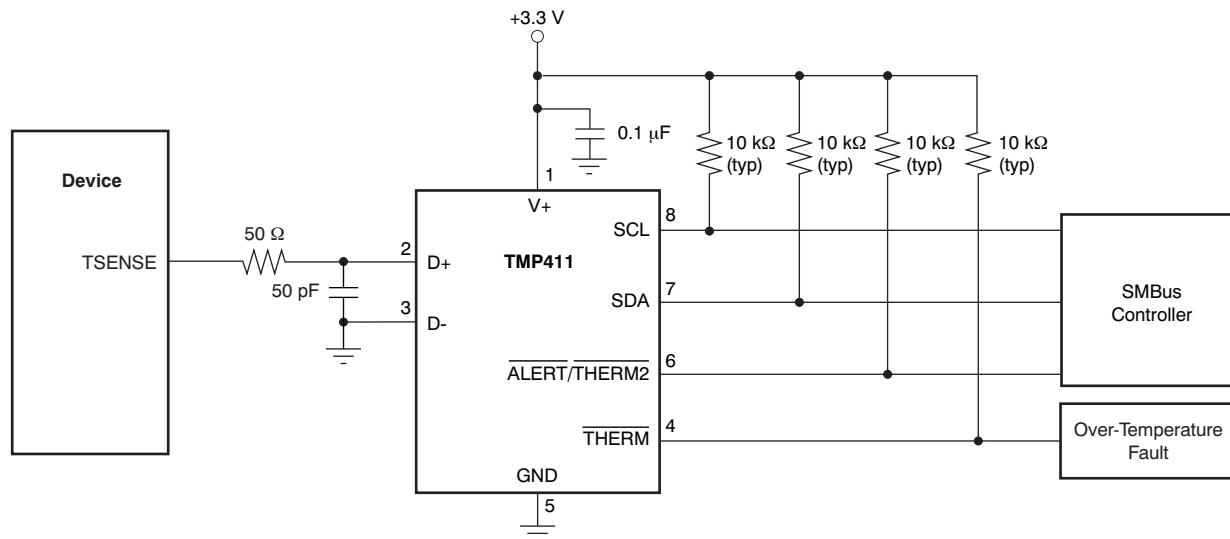 +3.3 V
0.1 μF
10 kΩ
(typ)
10 kΩ
(typ)
10 kΩ
(typ)
10 kΩ
(typ)
Device
TSENSE
50 Ω
50 pF
1
V+
2
D+
3
D-
TMP411
8
SCL
7
SDA
6
ALERT/THERM2
4
THERM
GND
5
SMBus
Controller
Over-Temperature
Fault